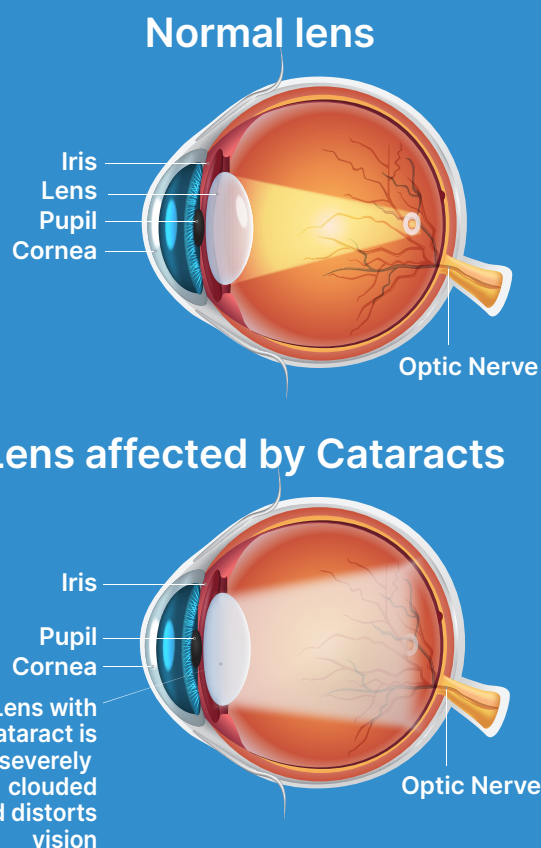 Normal lens
Iris
Lens
Pupil
Cornea
Optic Nerve
Lens affected by Cataracts
Iris
Pupil
Cornea
Lens with
ataract is
severely
clouded
d distorts
vision
Optic Nerve